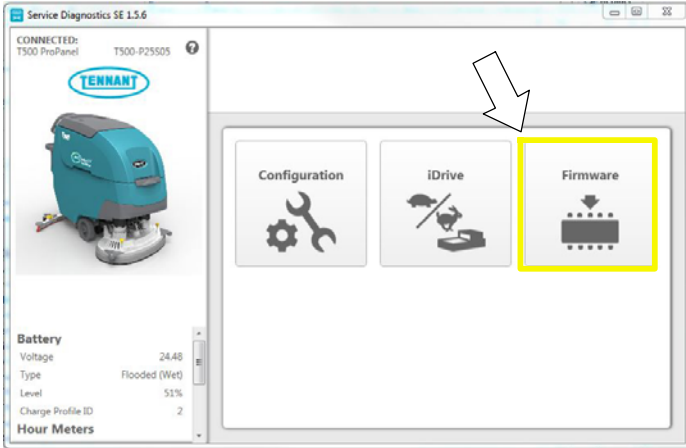 Service Diagnostics SE 1.5.6
CONNECTED:
T500 ProPanel T500-P25S05 ?
TENNANT
Configuration
iDrive
Firmware
Battery
Voltage 24.48
Type Flooded (Wet)
Level 51%
Charge Profile ID 2
Hour Meters